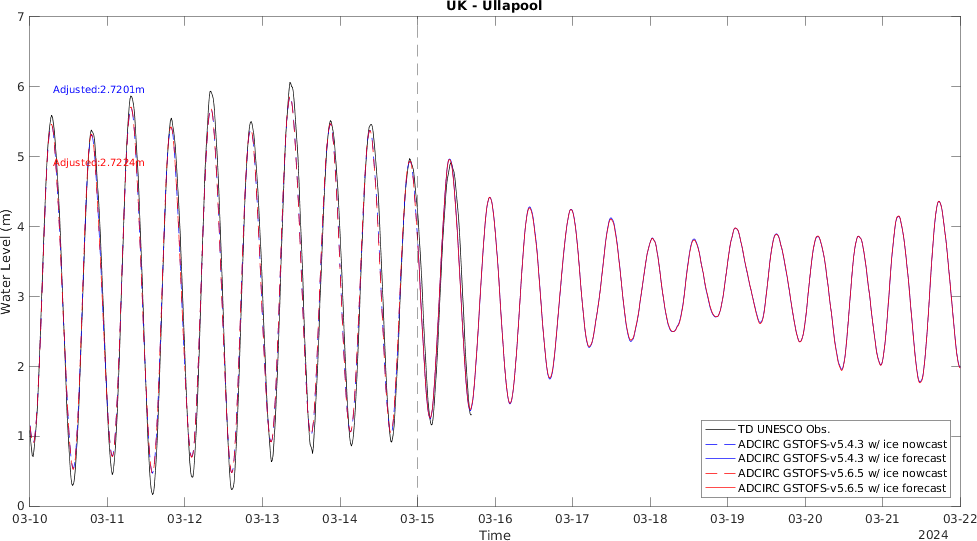 UK - Ullapool
7
6
5
4
3
2
1
0
Water Level (m)
Adjusted:2.7201m
Adjusted:2.7224m
TD UNESCO Obs.
ADCIRC GSTOFS-v5.4.3 w/ ice nowcast
ADCIRC GSTOFS-v5.4.3 w/ ice forecast
ADCIRC GSTOFS-v5.6.5 w/ ice nowcast
ADCIRC GSTOFS-v5.6.5 w/ ice forecast
03-10 03-11 03-12 03-13 03-14 03-15 03-16 03-17 03-18 03-19 03-20 03-21 03-22
Time
2024